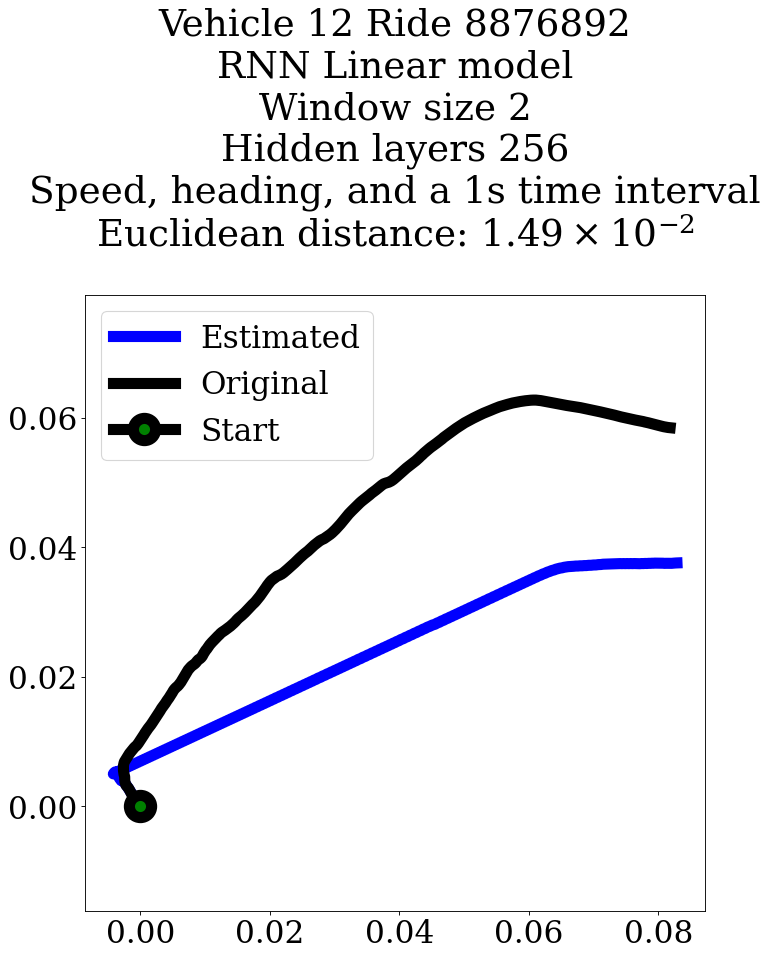 Vehicle 12 Ride 8876892
RNN Linear model
Window size 2
Hidden layers 256
Speed, heading, and a 1s time interval
Euclidean distance: 1.49 × 10⁻²
Estimated
Original
Start
0.06
0.04
0.02
0.00
0.00 0.02 0.04 0.06 0.08